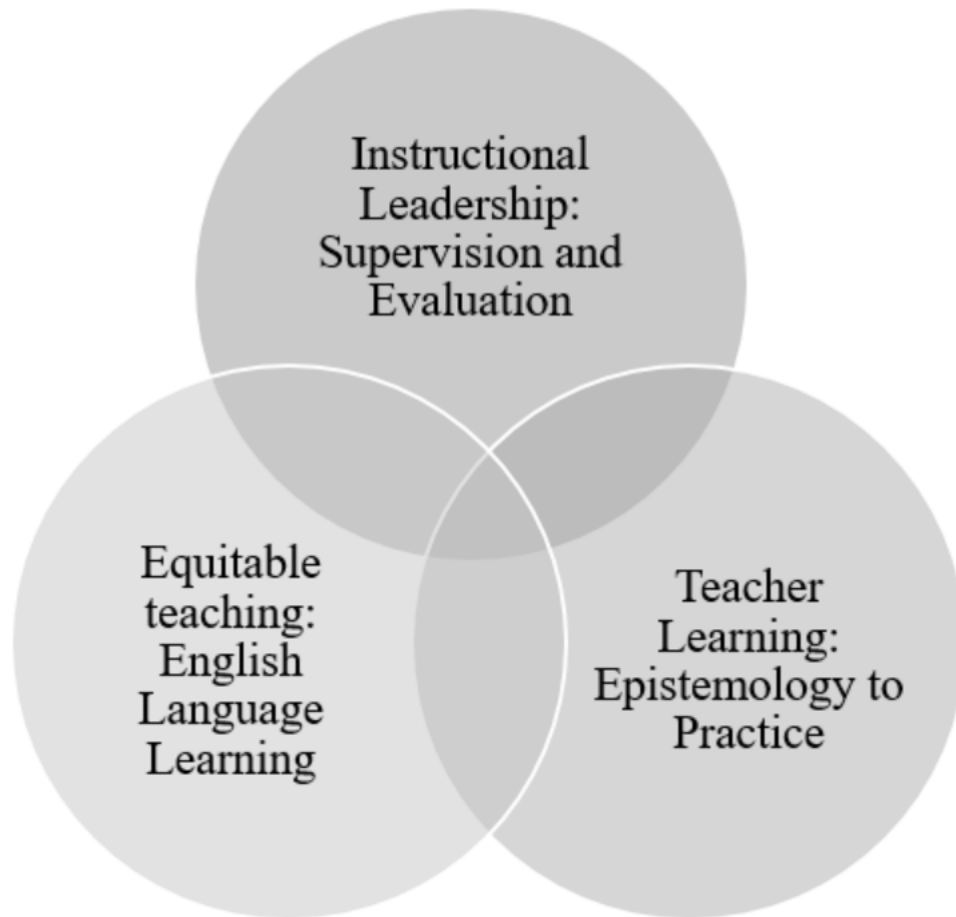 Instructional
Leadership:
Supervision and
Evaluation
Equitable
teaching:
English
Language
Learning
Teacher
Learning:
Epistemology to
Practice